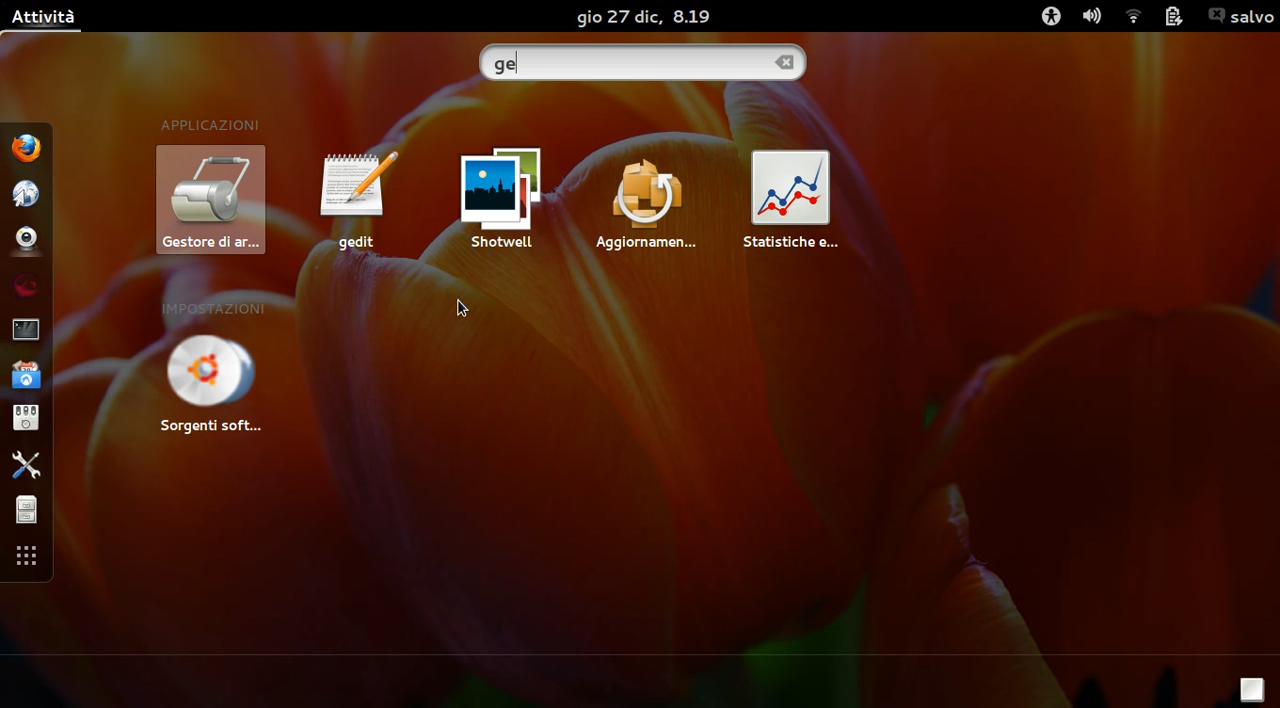 Attività
gio 27 dic, 8.19
salvo
ge
APPLICAZIONI
Gestore di ar...
gedit
Shotwell
Aggiornamen...
Statistiche e...
IMPOSTAZIONI
Sorgenti soft...